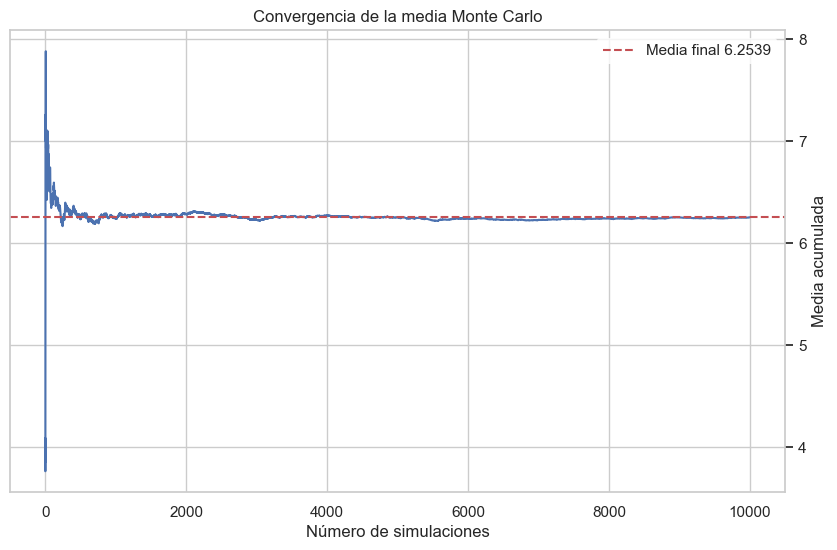 Convergencia de la media Monte Carlo
Media final 6.2539
8
7
6
5
4
Media acumulada
0
2000
4000
6000
8000
10000
Número de simulaciones